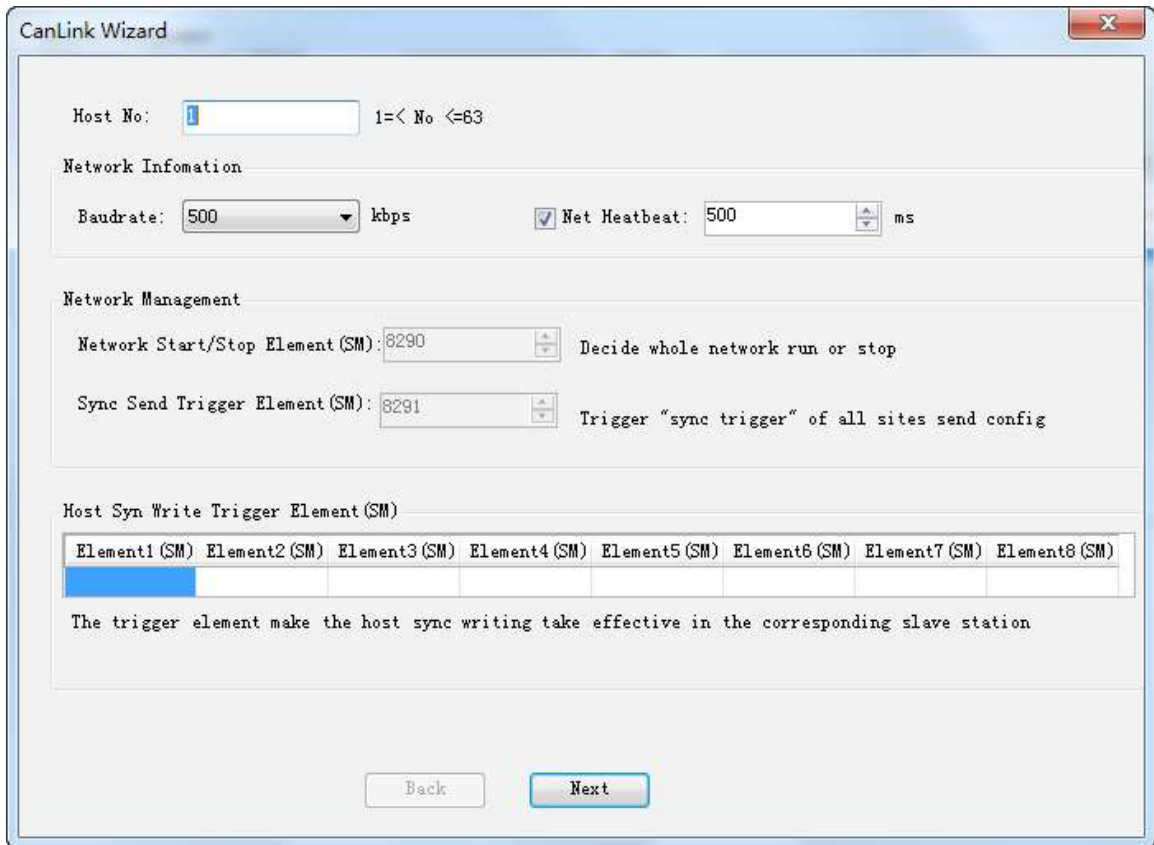 CanLink Wizard
Host No: 1 1=< No <=63
Network Infomation
Baudrate: 500 kbps Net Heatbeat: 500 ms
Network Management
Network Start/Stop Element(SM): 8290 Decide whole network run or stop
Sync Send Trigger Element(SM): 8291 Trigger "sync trigger" of all sites send config
Host Syn Write Trigger Element(SM)
Element1(SM) Element2(SM) Element3(SM) Element4(SM) Element5(SM) Element6(SM) Element7(SM) Element8(SM)
The trigger element make the host sync writing take effective in the corresponding slave station
Back Next